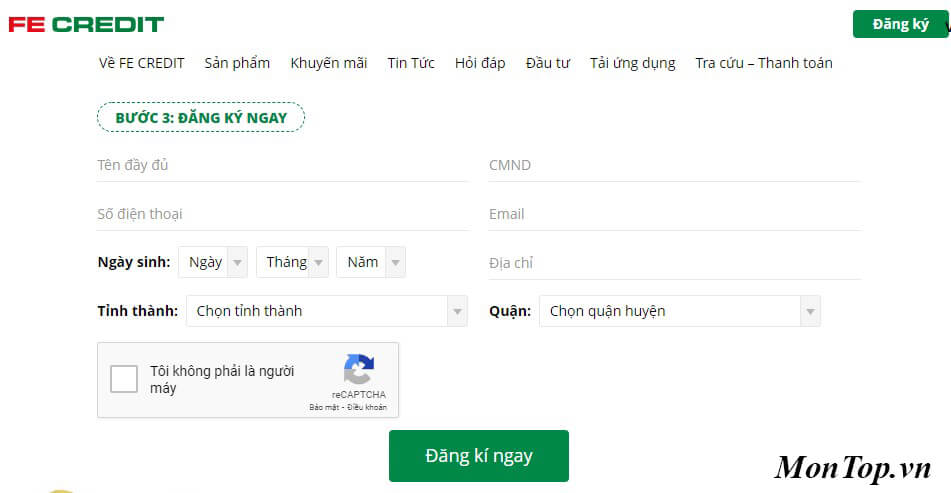 FE CREDIT
Đăng ký
Về FE CREDIT Sản phẩm Khuyến mãi Tin Tức Hỏi đáp Đầu tư Tải ứng dụng Tra cứu – Thanh toán
BƯỚC 3: ĐĂNG KÝ NGAY
Tên đầy đủ CMND
Số điện thoại Email
Ngày sinh: Ngày Tháng Năm Địa chỉ
Tỉnh thành: Chọn tỉnh thành Quận: Chọn quận huyện
Tôi không phải là người
máy
reCAPTCHA
Bảo mật - Điều khoản
Đăng kí ngay
MonTop.vn